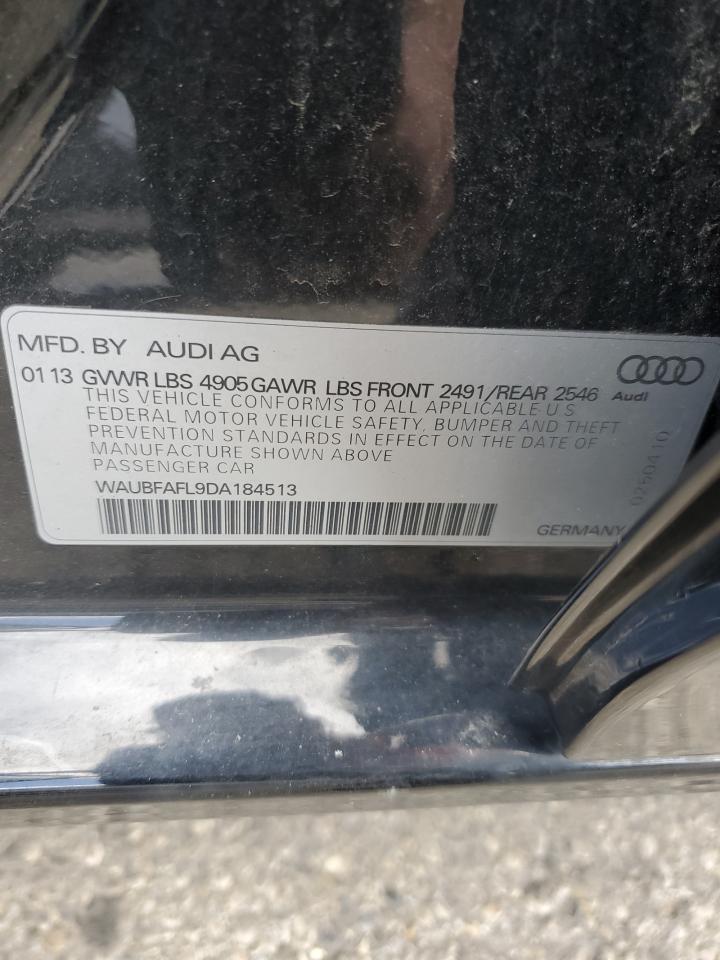 MFD. BY AUDI AG
01 13 GVWR LBS 4905 GAWR LBS FRONT 2491/REAR 2546
Audi
THIS VEHICLE CONFORMS TO ALL APPLICABLE U S
FEDERAL MOTOR VEHICLE SAFETY, BUMPER AND THEFT
PREVENTION STANDARDS IN EFFECT ON THE DATE OF
MANUFACTURE SHOWN ABOVE
PASSENGER CAR
WAUBFAFL9DA184513
GERMANY
0250410